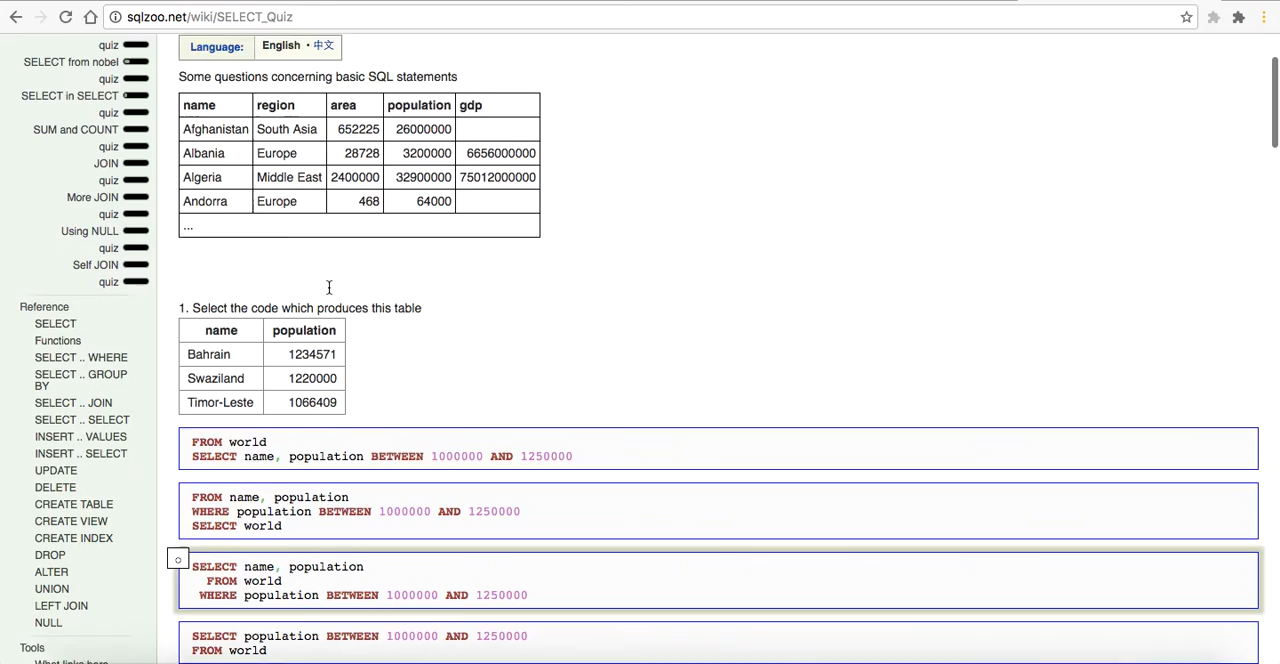 sqlzoo.net/wiki/SELECT_Quiz
quiz
SELECT from nobel
quiz
SELECT in SELECT
quiz
SUM and COUNT
quiz
JOIN
quiz
More JOIN
quiz
Using NULL
quiz
Self JOIN
quiz
Reference
SELECT
Functions
SELECT .. WHERE
SELECT .. GROUP
BY
SELECT .. JOIN
SELECT .. SELECT
INSERT .. VALUES
INSERT .. SELECT
UPDATE
DELETE
CREATE TABLE
CREATE VIEW
CREATE INDEX
DROP
ALTER
UNION
LEFT JOIN
NULL
Tools
What links here
Language: English • 中文
Some questions concerning basic SQL statements
name region area population gdp
Afghanistan South Asia 652225 26000000
Albania Europe 28728 3200000 6656000000
Algeria Middle East 2400000 32900000 75012000000
Andorra Europe 468 64000
...
1. Select the code which produces this table
name population
Bahrain 1234571
Swaziland 1220000
Timor-Leste 1066409
FROM world
SELECT name, population BETWEEN 1000000 AND 1250000
FROM name, population
WHERE population BETWEEN 1000000 AND 1250000
SELECT world
SELECT name, population
FROM world
WHERE population BETWEEN 1000000 AND 1250000
SELECT population BETWEEN 1000000 AND 1250000
FROM world